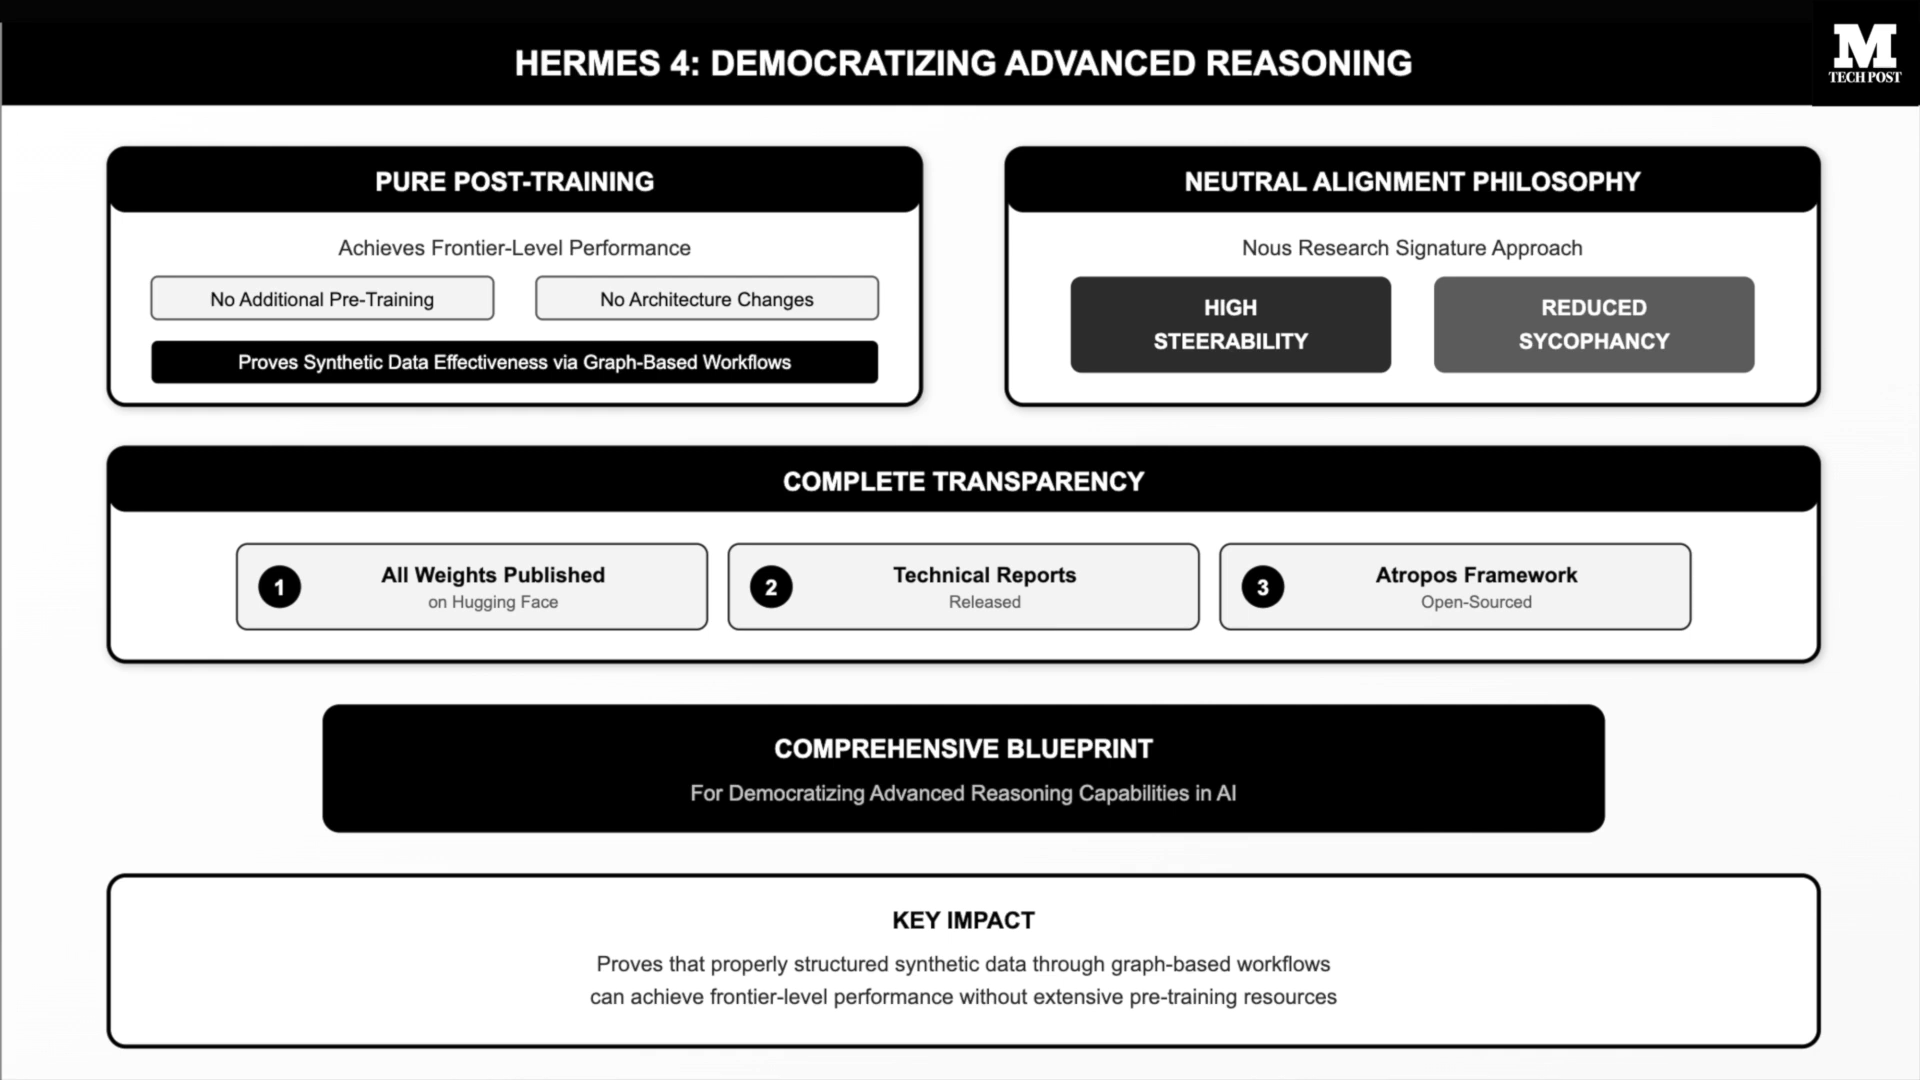 HERMES 4: DEMOCRATIZING ADVANCED REASONING
M
TECH POST
PURE POST-TRAINING
Achieves Frontier-Level Performance
No Additional Pre-Training
No Architecture Changes
Proves Synthetic Data Effectiveness via Graph-Based Workflows
NEUTRAL ALIGNMENT PHILOSOPHY
Nous Research Signature Approach
HIGH
STEERABILITY
REDUCED
SYCOPHANCY
COMPLETE TRANSPARENCY
1
All Weights Published
on Hugging Face
2
Technical Reports
Released
3
Atropos Framework
Open-Sourced
COMPREHENSIVE BLUEPRINT
For Democratizing Advanced Reasoning Capabilities in AI
KEY IMPACT
Proves that properly structured synthetic data through graph-based workflows
can achieve frontier-level performance without extensive pre-training resources